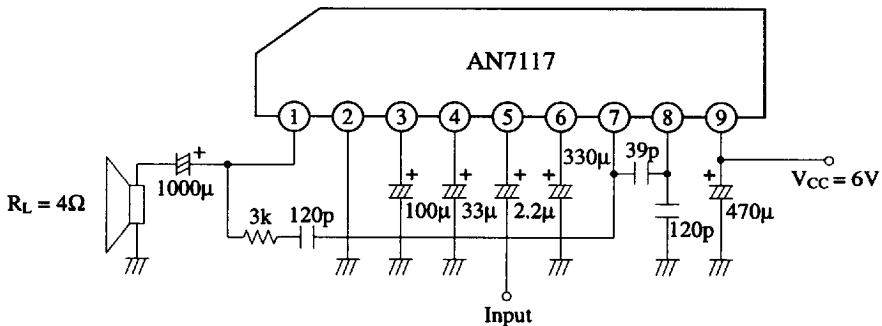 AN7117
1 2 3 4 5 6 7 8 9
+ + + + + 330μ 39p +
1000μ
V_CC = 6V
R_L = 4Ω
3k 120p 100μ 33μ 2.2μ 120p 470μ
Input